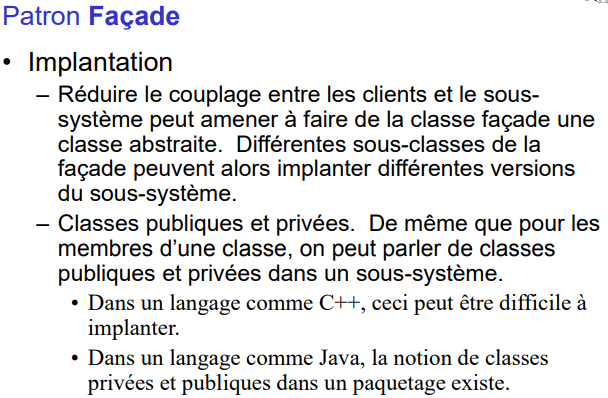 Patron Façade
• Implantation
– Réduire le couplage entre les clients et le sous-
système peut amener à faire de la classe façade une
classe abstraite.  Différentes sous-classes de la
façade peuvent alors implanter différentes versions
du sous-système.
– Classes publiques et privées.  De même que pour les
membres d’une classe, on peut parler de classes
publiques et privées dans un sous-système.
• Dans un langage comme C++, ceci peut être difficile à
implanter.
• Dans un langage comme Java, la notion de classes
privées et publiques dans un paquetage existe.